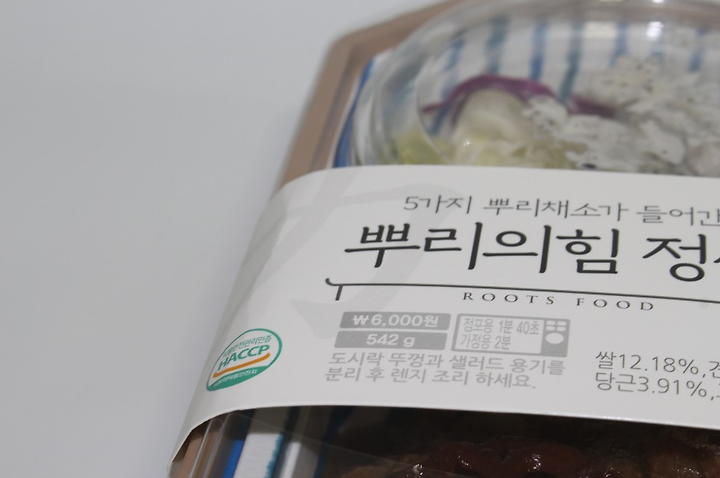 5가지 뿌리채소가 들어간
뿌리의힘 정
ROOTS FOOD
₩6,000원
542 g
점포용 1분 40초
가정용 2분
도시락 뚜껑과 샐러드 용기를
분리 후 렌지 조리 하세요.
쌀12.18%,
당근3.91%,
HACCP